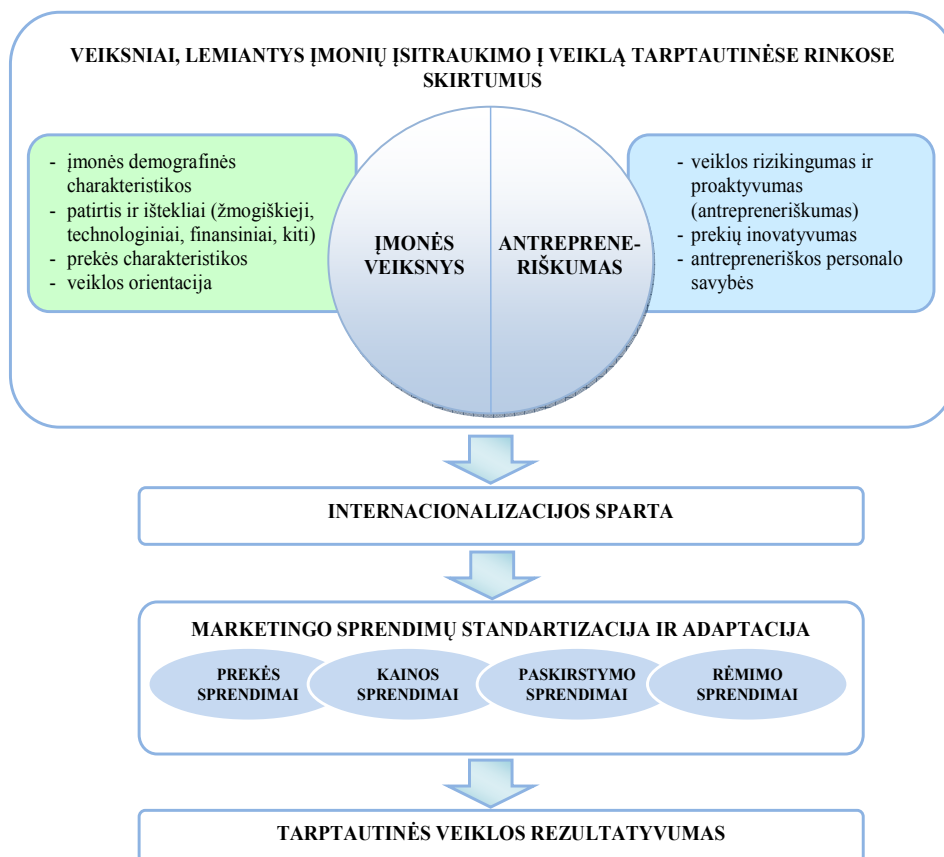 VEIKSNIAI, LEMIANTYS ĮMONIŲ ĮSITRAUKIMO Į VEIKLĄ TARPTAUTINĖSE RINKOSE
SKIRTUMUS
- įmonės demografinės
charakteristikos
- patirtis ir ištekliai (žmogiškieji,
technologiniai, finansiniai, kiti)
- prekės charakteristikos
- veiklos orientacija
ĮMONĖS
VEIKSNYS
ANTREPRENE-
RIŠKUMAS
- veiklos rizikingumas ir
proaktyvumas
(antrepreneriškumas)
- prekių inovatyvumas
- antrepreneriškos personalo
savybės
INTERNACIONALIZACIJOS SPARTA
MARKETINGO SPRENDIMŲ STANDARTIZACIJA IR ADAPTACIJA
PREKĖS
SPRENDIMAI
KAINOS
SPRENDIMAI
PASKIRSTYMO
SPRENDIMAI
RĖMIMO
SPRENDIMAI
TARPTAUTINĖS VEIKLOS REZULTATYVUMAS